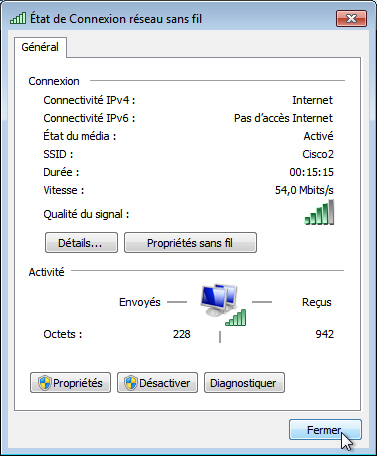 État de Connexion réseau sans fil
Général
Connexion
Connectivité IPv4 : Internet
Connectivité IPv6 : Pas d'accès Internet
État du média : Activé
SSID : Cisco2
Durée : 00:15:15
Vitesse : 54,0 Mbits/s
Qualité du signal :
Détails... Propriétés sans fil
Activité
Envoyés Reçus
Octets : 228 942
Propriétés Désactiver Diagnostiquer
Fermer